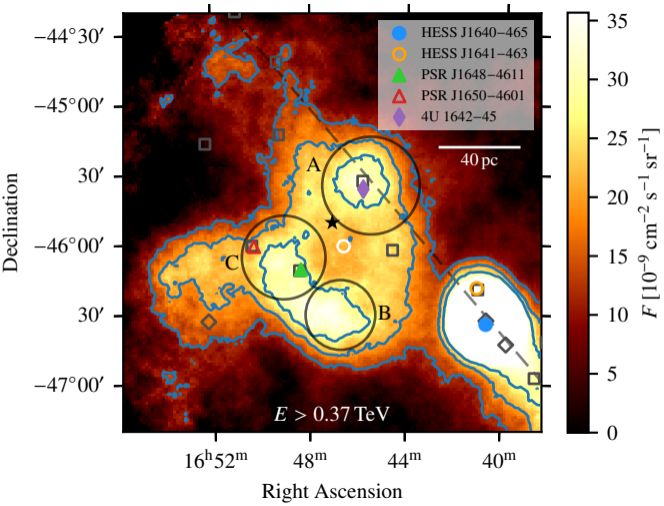 HESS J1640−465
HESS J1641−463
PSR J1648−4611
PSR J1650−4601
4U 1642−45
40 pc
A
C
B
E > 0.37 TeV
−44°30′
−45°00′
30′
−46°00′
30′
−47°00′
Declination
16ʰ52ᵐ 48ᵐ 44ᵐ 40ᵐ
Right Ascension
35
30
25
20
15
10
5
0
F [10⁻⁹ cm⁻² s⁻¹ sr⁻¹]